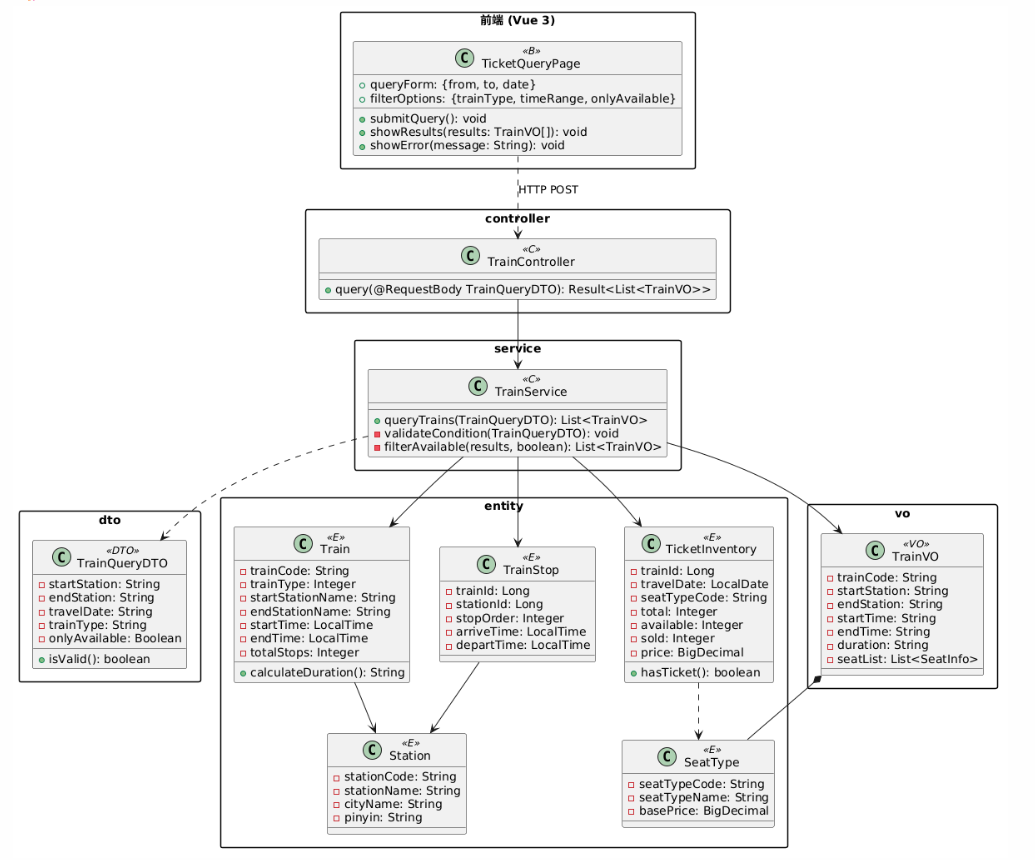 前端 (Vue 3)
«B»
C TicketQueryPage
queryForm: {from, to, date}
filterOptions: {trainType, timeRange, onlyAvailable}
submitQuery(): void
showResults(results: TrainVO[]): void
showError(message: String): void
HTTP POST
controller
«C»
C TrainController
query(@RequestBody TrainQueryDTO): Result<List<TrainVO>>
service
«C»
C TrainService
queryTrains(TrainQueryDTO): List<TrainVO>
validateCondition(TrainQueryDTO): void
filterAvailable(results, boolean): List<TrainVO>
dto
«DTO»
C TrainQueryDTO
startStation: String
endStation: String
travelDate: String
trainType: String
onlyAvailable: Boolean
isValid(): boolean
entity
«E»
C Train
trainCode: String
trainType: Integer
startStationName: String
endStationName: String
startTime: LocalTime
endTime: LocalTime
totalStops: Integer
calculateDuration(): String
«E»
C TrainStop
trainId: Long
stationId: Long
stopOrder: Integer
arriveTime: LocalTime
departTime: LocalTime
«E»
C TicketInventory
trainId: Long
travelDate: LocalDate
seatTypeCode: String
total: Integer
available: Integer
sold: Integer
price: BigDecimal
hasTicket(): boolean
vo
«VO»
C TrainVO
trainCode: String
startStation: String
endStation: String
startTime: String
endTime: String
duration: String
seatList: List<SeatInfo>
«E»
C Station
stationCode: String
stationName: String
cityName: String
pinyin: String
«E»
C SeatType
seatTypeCode: String
seatTypeName: String
basePrice: BigDecimal